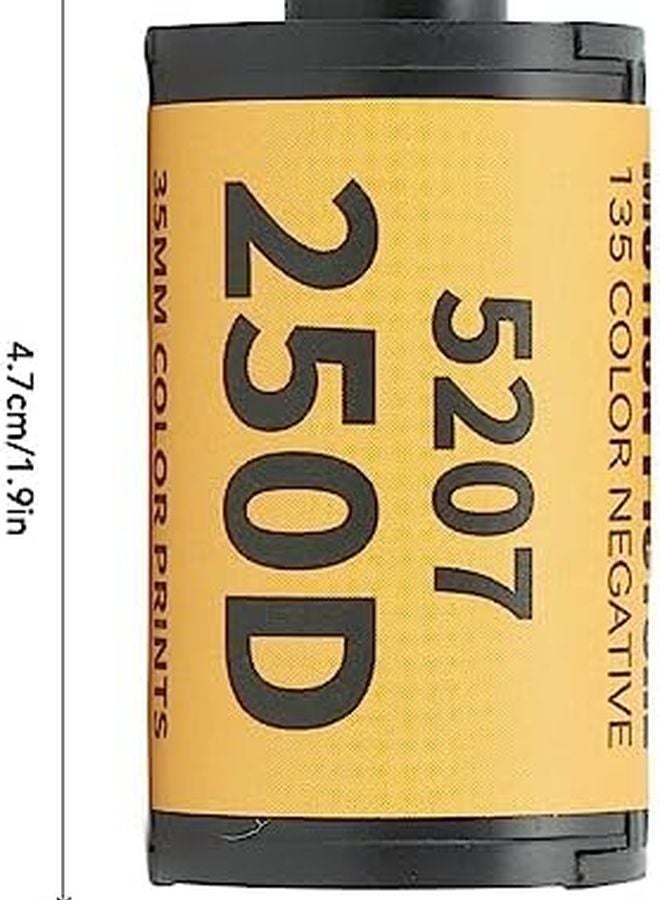 135 COLOR NEGATIVE
5207
250D
35MM COLOR PRINTS
4.7cm/1.9in